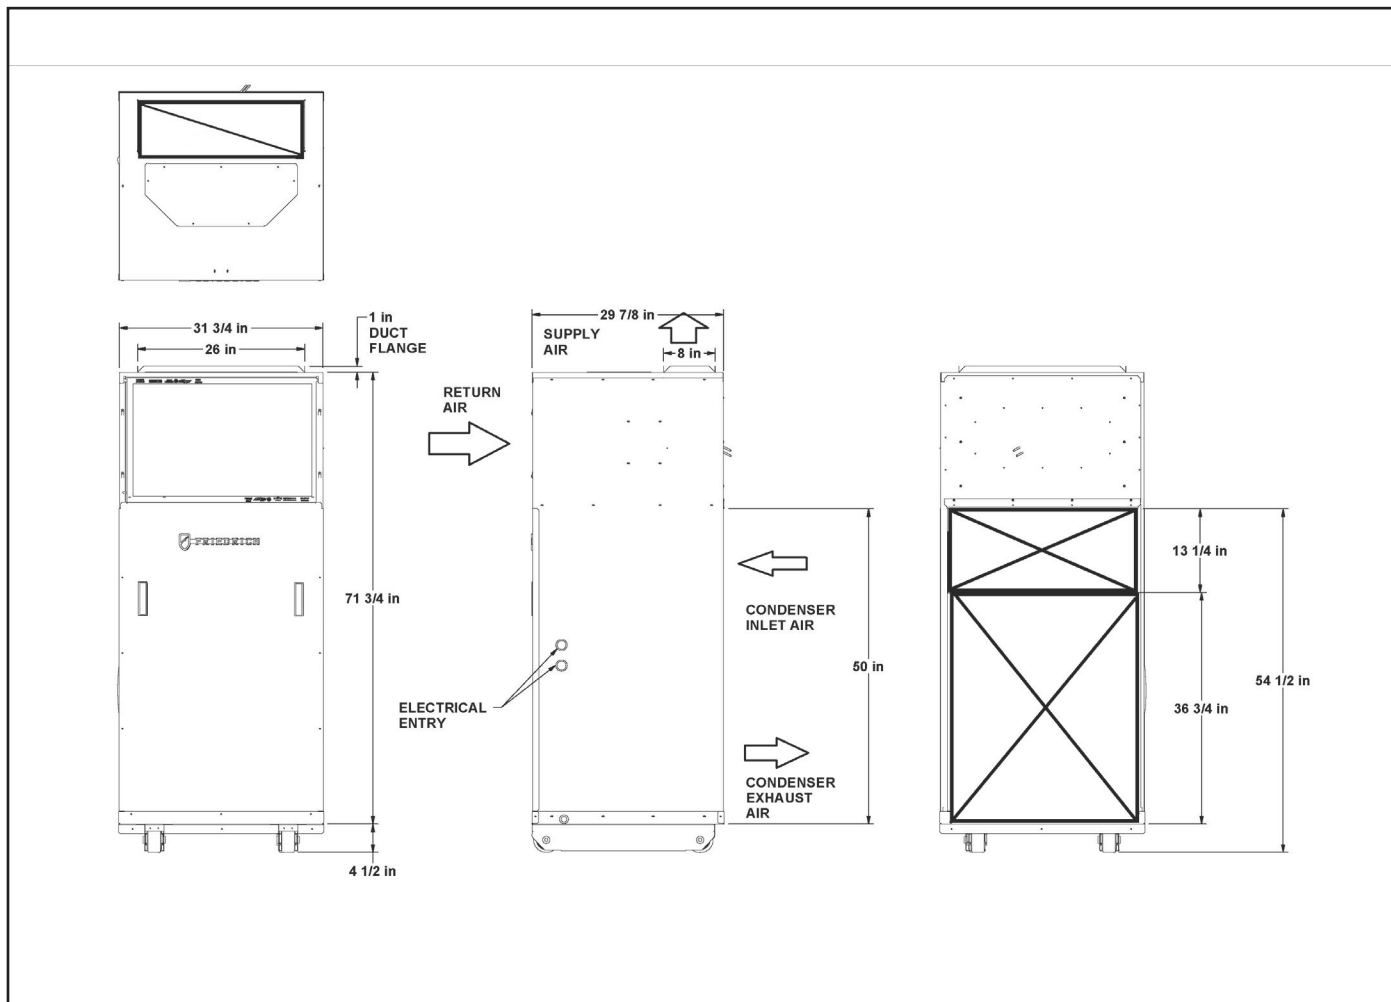 31 3/4 in
26 in
1 in
DUCT
FLANGE
29 7/8 in
SUPPLY
AIR
8 in
RETURN
AIR
FRIEDRICH
71 3/4 in
13 1/4 in
CONDENSER
INLET AIR
50 in
54 1/2 in
ELECTRICAL
ENTRY
36 3/4 in
CONDENSER
EXHAUST
AIR
4 1/2 in